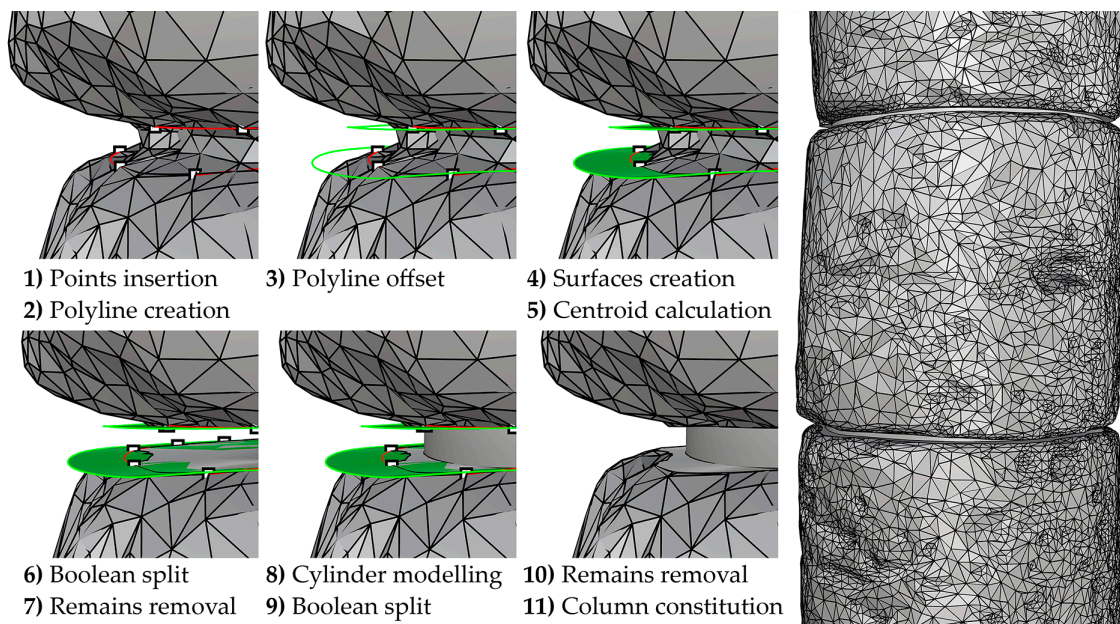 1) Points insertion
2) Polyline creation
3) Polyline offset
4) Surfaces creation
5) Centroid calculation
6) Boolean split
7) Remains removal
8) Cylinder modelling
9) Boolean split
10) Remains removal
11) Column constitution